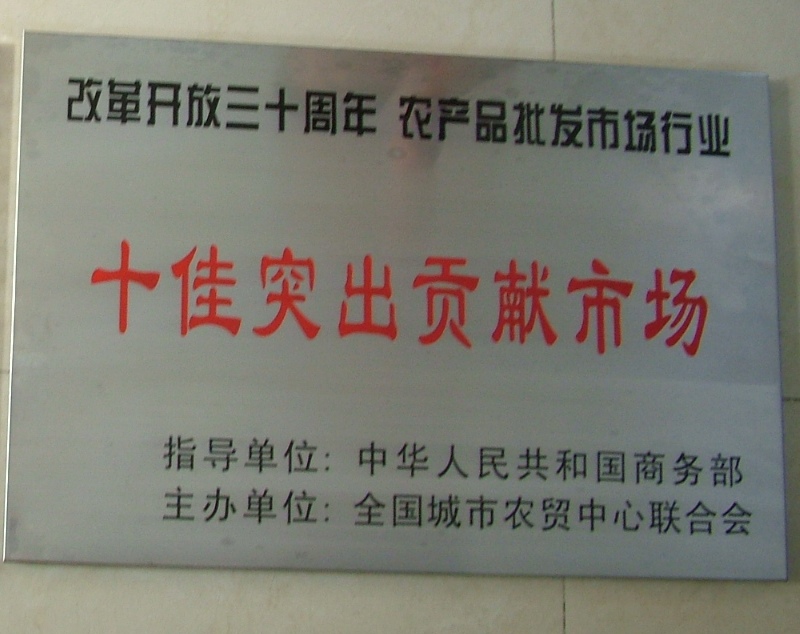 改革开放三十周年 农产品批发市场行业
十佳突出贡献市场
指导单位: 中华人民共和国商务部
主办单位: 全国城市农贸中心联合会